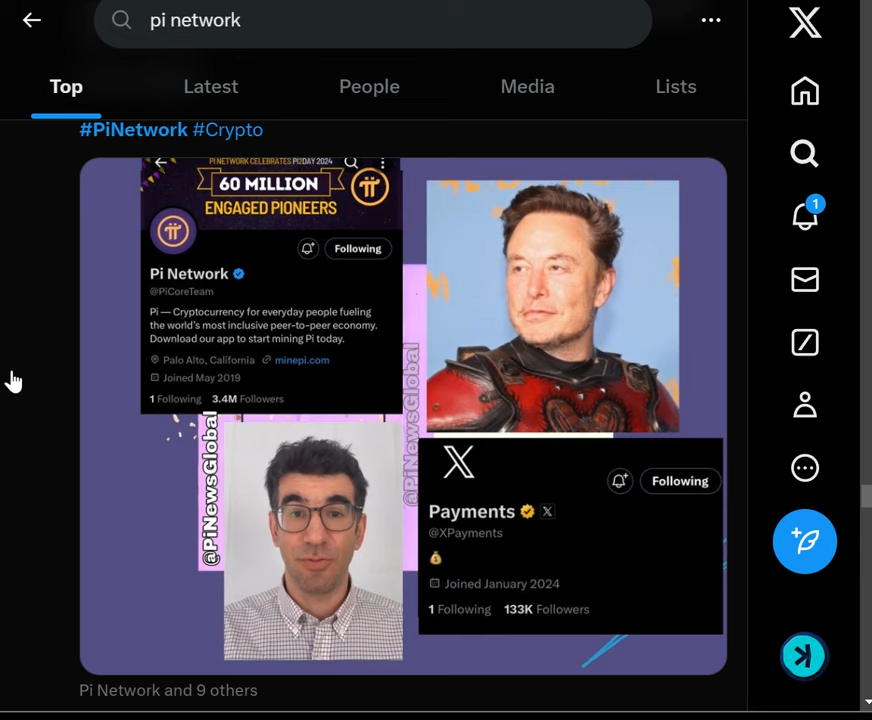 pi network
Top
Latest
People
Media
Lists
#PiNetwork #Crypto
PI NETWORK CELEBRATES PI2DAY 2024
60 MILLION
ENGAGED PIONEERS
Following
Pi Network
@PiCoreTeam
Pi — Cryptocurrency for everyday people fueling
the world's most inclusive peer-to-peer economy.
Download our app to start mining Pi today.
Palo Alto, California minepi.com
Joined May 2019
1 Following 3.4M Followers
@PiNewsGlobal
@PiNewsGlobal
Following
Payments
@XPayments
Joined January 2024
1 Following 133K Followers
Pi Network and 9 others
1